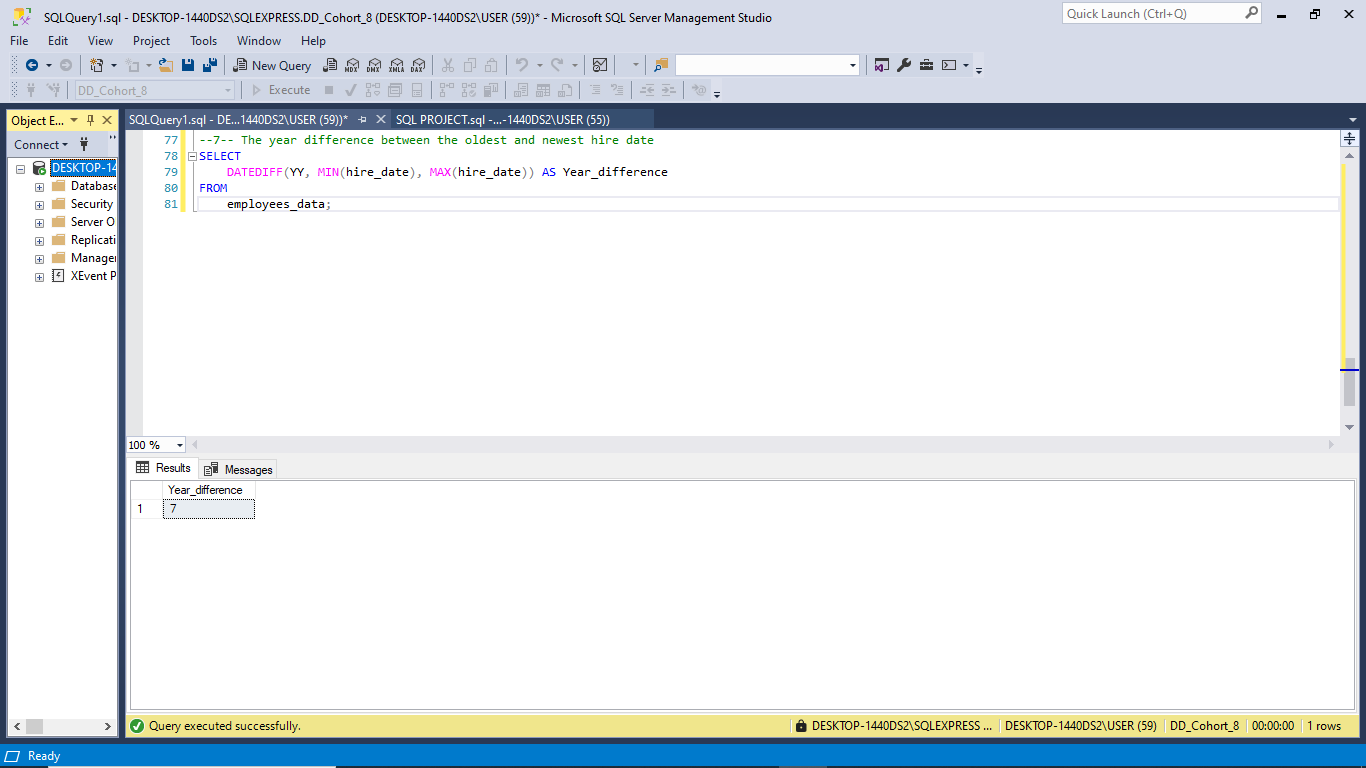 SQLQuery1.sql - DESKTOP-1440DS2\SQLEXPRESS.DD_Cohort_8 (DESKTOP-1440DS2\USER (59))* - Microsoft SQL Server Management Studio
Quick Launch (Ctrl+Q)
File Edit View Project Tools Window Help
New Query MDX DMX XMLA DAX
DD_Cohort_8 Execute
Object E...
SQLQuery1.sql - DE...1440DS2\USER (59))* SQL PROJECT.sql -...-1440DS2\USER (55))
Connect
DESKTOP-14
Database
Security
Server O
Replicati
Manager
XEvent P
77 --7-- The year difference between the oldest and newest hire date
78 SELECT
79 DATEDIFF(YY, MIN(hire_date), MAX(hire_date)) AS Year_difference
80 FROM
81 employees_data;
100 %
Results Messages
Year_difference
1 7
Query executed successfully. DESKTOP-1440DS2\SQLEXPRESS ... DESKTOP-1440DS2\USER (59) DD_Cohort_8 00:00:00 1 rows
Ready